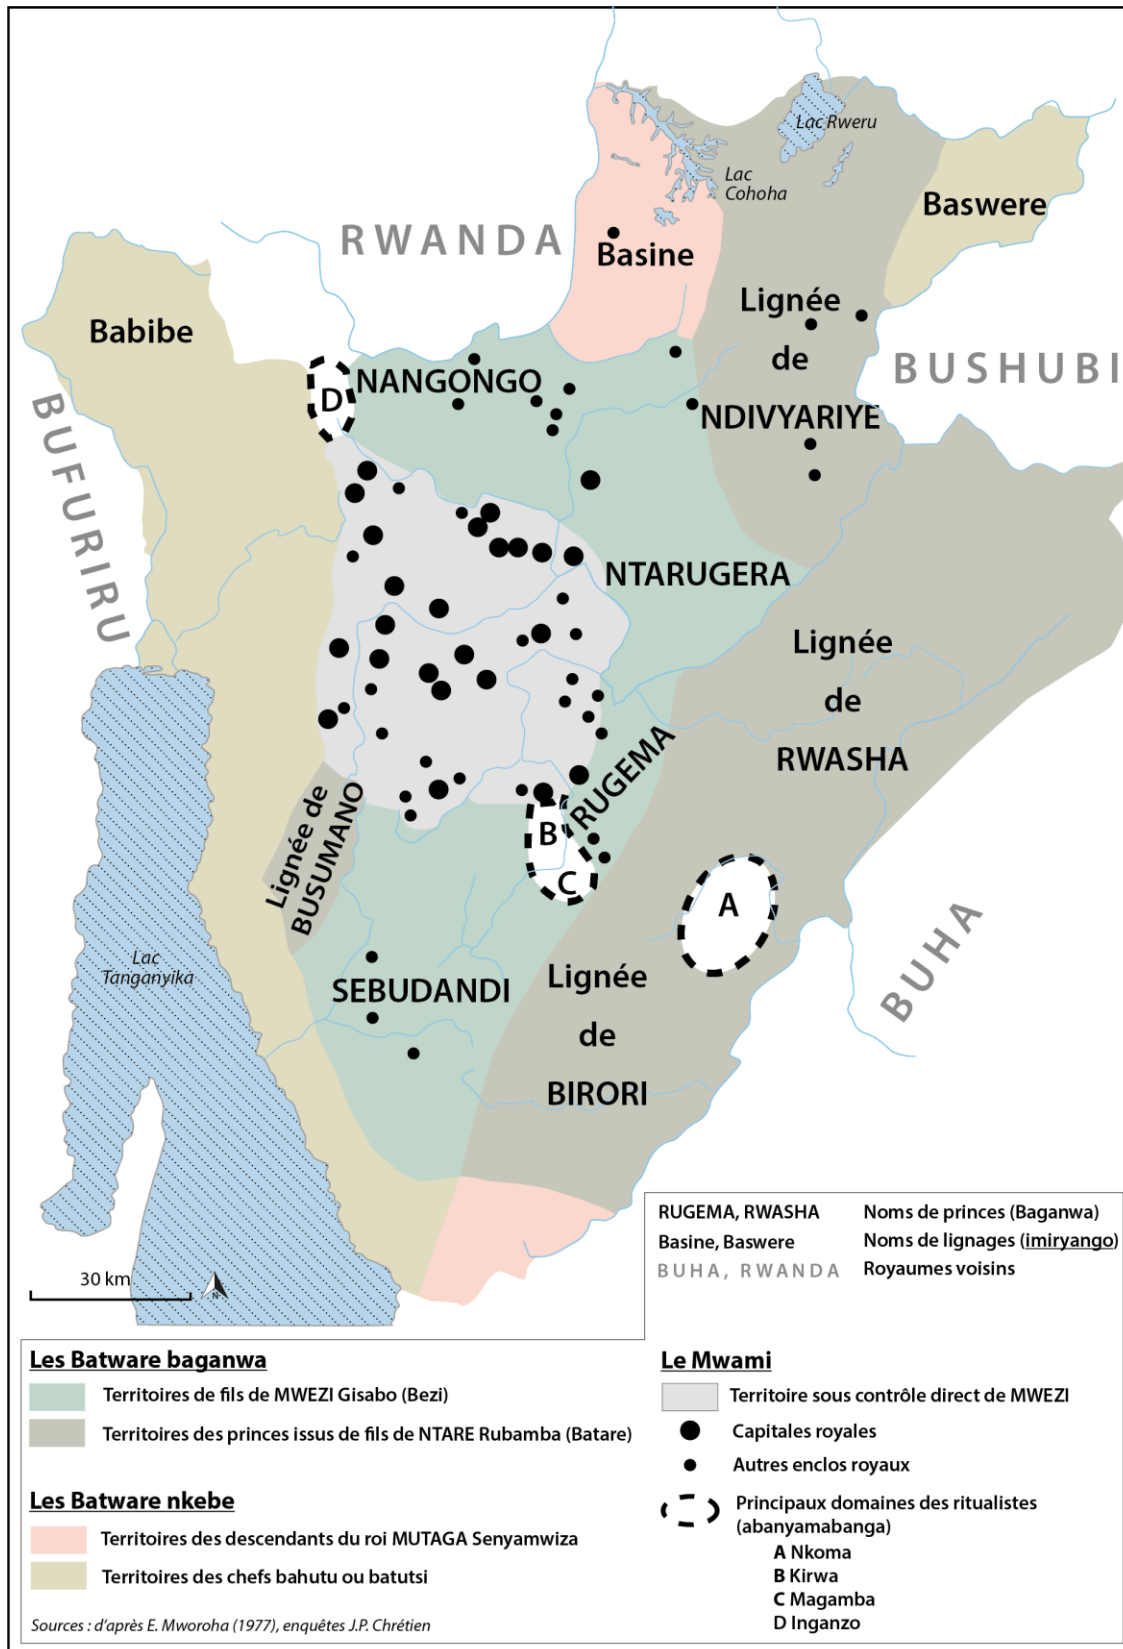 Lac Rweru
Lac
Cohoha
Baswere
RWANDA
Basine
Babibe
Lignée
de
NDIVYARIYE
BUSHUBI
NANGONGO
D
BUFURIRU
NTARUGERA
Lignée
de
RWASHA
RUGEMA
Lignée de
BUSUMANO
B
C
A
Lac
Tanganyika
SEBUDANDI
Lignée
de
BIRORI
BUHA
30 km
N
RUGEMA, RWASHA Noms de princes (Baganwa)
Basine, Baswere Noms de lignages (imiryango)
BUHA, RWANDA Royaumes voisins
Les Batware baganwa
Territoires de fils de MWEZI Gisabo (Bezi)
Territoires des princes issus de fils de NTARE Rubamba (Batare)
Les Batware nkebe
Territoires des descendants du roi MUTAGA Senyamwiza
Territoires des chefs bahutu ou batutsi
Sources : d'après E. Mworoha (1977), enquêtes J.P. Chrétien
Le Mwami
Territoire sous contrôle direct de MWEZI
Capitales royales
Autres enclos royaux
Principaux domaines des ritualistes
(abanyamabanga)
A Nkoma
B Kirwa
C Magamba
D Inganzo